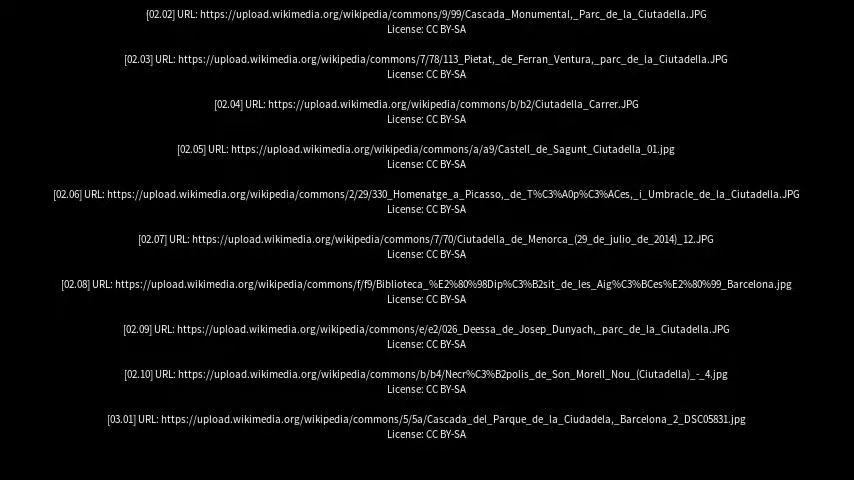 [02.02] URL: https://upload.wikimedia.org/wikipedia/commons/9/99/Cascada_Monumental,_Parc_de_la_Ciutadella.JPG
License: CC BY-SA
[02.03] URL: https://upload.wikimedia.org/wikipedia/commons/7/78/113_Pietat,_de_Ferran_Ventura,_parc_de_la_Ciutadella.JPG
License: CC BY-SA
[02.04] URL: https://upload.wikimedia.org/wikipedia/commons/b/b2/Ciutadella_Carrer.JPG
License: CC BY-SA
[02.05] URL: https://upload.wikimedia.org/wikipedia/commons/a/a9/Castell_de_Sagunt_Ciutadella_01.jpg
License: CC BY-SA
[02.06] URL: https://upload.wikimedia.org/wikipedia/commons/2/29/330_Homenatge_a_Picasso,_de_T%C3%A0p%C3%ACes,_i_Umbracle_de_la_Ciutadella.JPG
License: CC BY-SA
[02.07] URL: https://upload.wikimedia.org/wikipedia/commons/7/70/Ciutadella_de_Menorca_(29_de_julio_de_2014)_12.JPG
License: CC BY-SA
[02.08] URL: https://upload.wikimedia.org/wikipedia/commons/f/f9/Biblioteca_%E2%80%98Dip%C3%B2sit_de_les_Aig%C3%BCes%E2%80%99_Barcelona.jpg
License: CC BY-SA
[02.09] URL: https://upload.wikimedia.org/wikipedia/commons/e/e2/026_Deessa_de_Josep_Dunyach,_parc_de_la_Ciutadella.JPG
License: CC BY-SA
[02.10] URL: https://upload.wikimedia.org/wikipedia/commons/b/b4/Necr%C3%B2polis_de_Son_Morell_Nou_(Ciutadella)_-_4.jpg
License: CC BY-SA
[03.01] URL: https://upload.wikimedia.org/wikipedia/commons/5/5a/Cascada_del_Parque_de_la_Ciudadela,_Barcelona_2_DSC05831.jpg
License: CC BY-SA